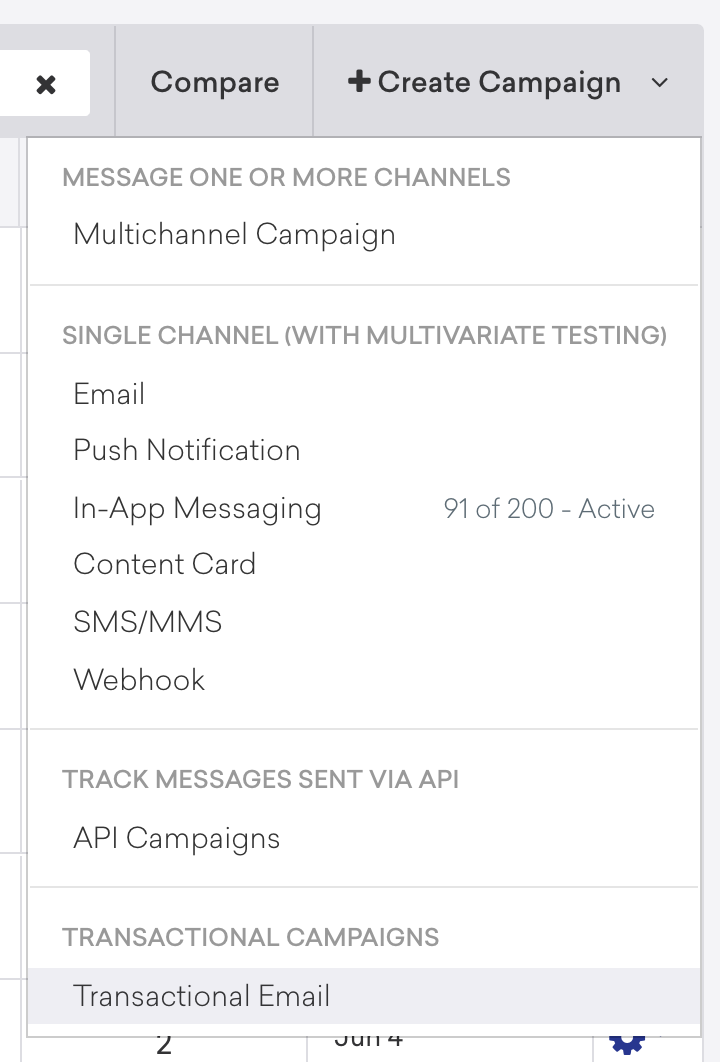 Compare
Create Campaign
MESSAGE ONE OR MORE CHANNELS
Multichannel Campaign
SINGLE CHANNEL (WITH MULTIVARIATE TESTING)
Email
Push Notification
In-App Messaging 91 of 200 - Active
Content Card
SMS/MMS
Webhook
TRACK MESSAGES SENT VIA API
API Campaigns
TRANSACTIONAL CAMPAIGNS
Transactional Email
2 Jun 4